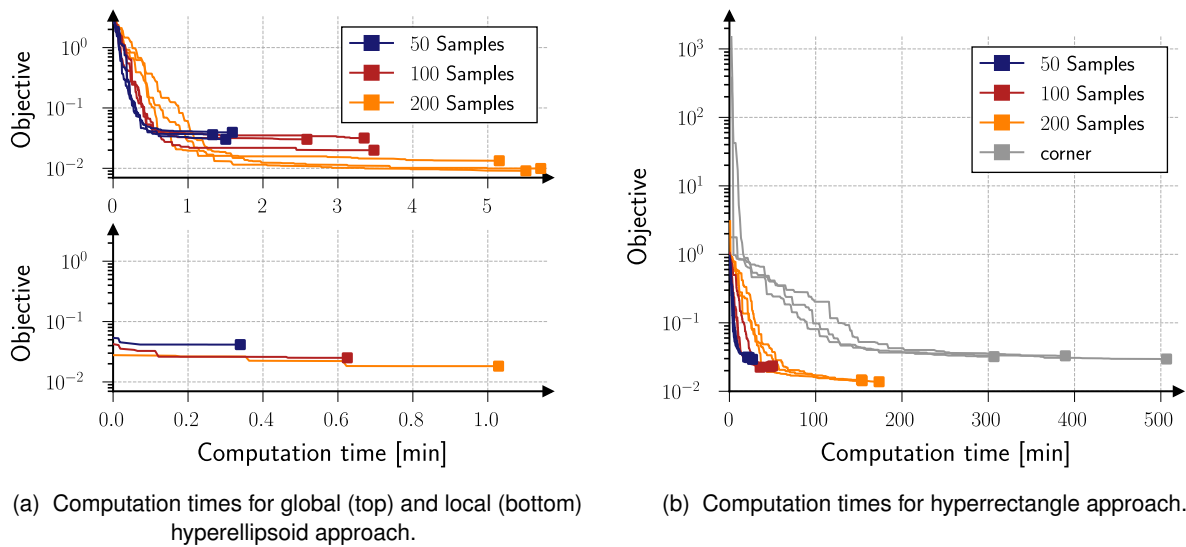 Objective
10^0
10^-1
10^-2
50 Samples
100 Samples
200 Samples
0 1 2 3 4 5
Objective
10^0
10^-1
10^-2
0.0 0.2 0.4 0.6 0.8 1.0
Computation time [min]
(a) Computation times for global (top) and local (bottom)
hyperellipsoid approach.
Objective
10^3
10^2
10^1
10^0
10^-1
10^-2
50 Samples
100 Samples
200 Samples
corner
0 100 200 300 400 500
Computation time [min]
(b) Computation times for hyperrectangle approach.